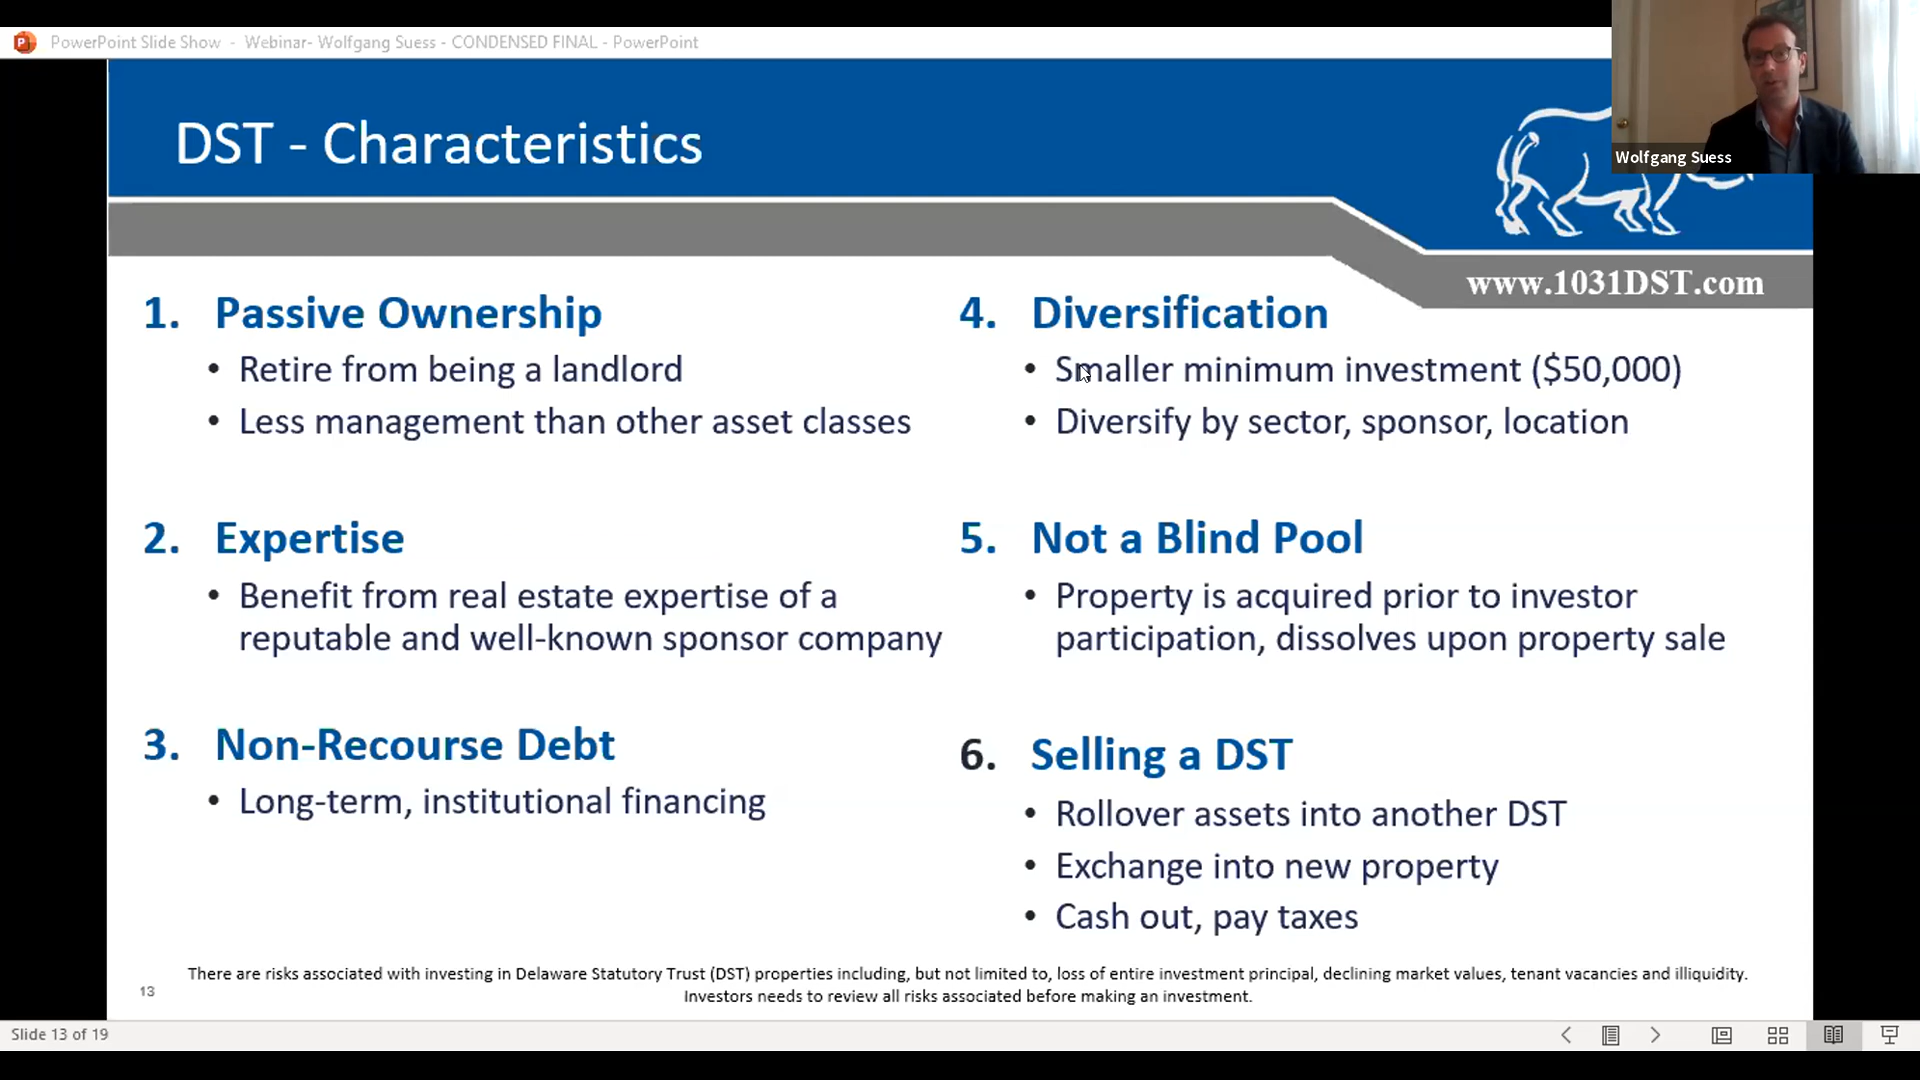 PowerPoint Slide Show - Webinar- Wolfgang Suess - CONDENSED FINAL - PowerPoint
Wolfgang Suess
DST - Characteristics
www.1031DST.com
1. Passive Ownership
• Retire from being a landlord
• Less management than other asset classes
2. Expertise
• Benefit from real estate expertise of a
reputable and well-known sponsor company
3. Non-Recourse Debt
• Long-term, institutional financing
4. Diversification
• Smaller minimum investment ($50,000)
• Diversify by sector, sponsor, location
5. Not a Blind Pool
• Property is acquired prior to investor
participation, dissolves upon property sale
6. Selling a DST
• Rollover assets into another DST
• Exchange into new property
• Cash out, pay taxes
There are risks associated with investing in Delaware Statutory Trust (DST) properties including, but not limited to, loss of entire investment principal, declining market values, tenant vacancies and illiquidity.
Investors needs to review all risks associated before making an investment.
13
Slide 13 of 19